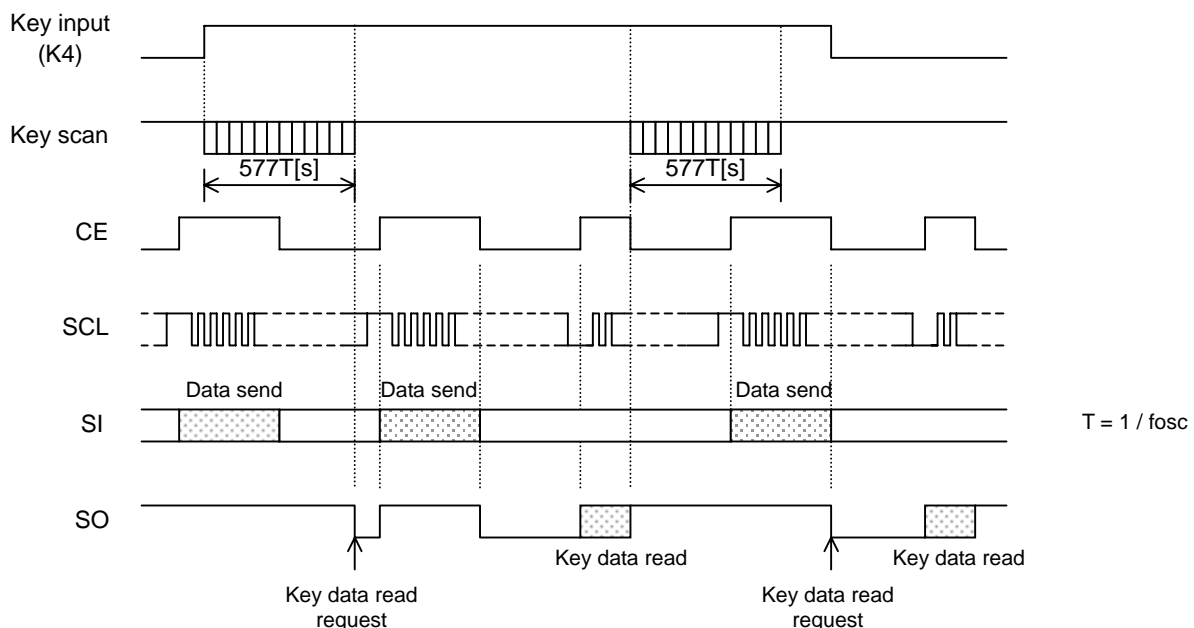 Key input
(K4)
Key scan
577T[s]
577T[s]
CE
SCL
Data send
Data send
Data send
SI
T = 1 / fosc
SO
Key data read
Key data read
Key data read
request
Key data read
request